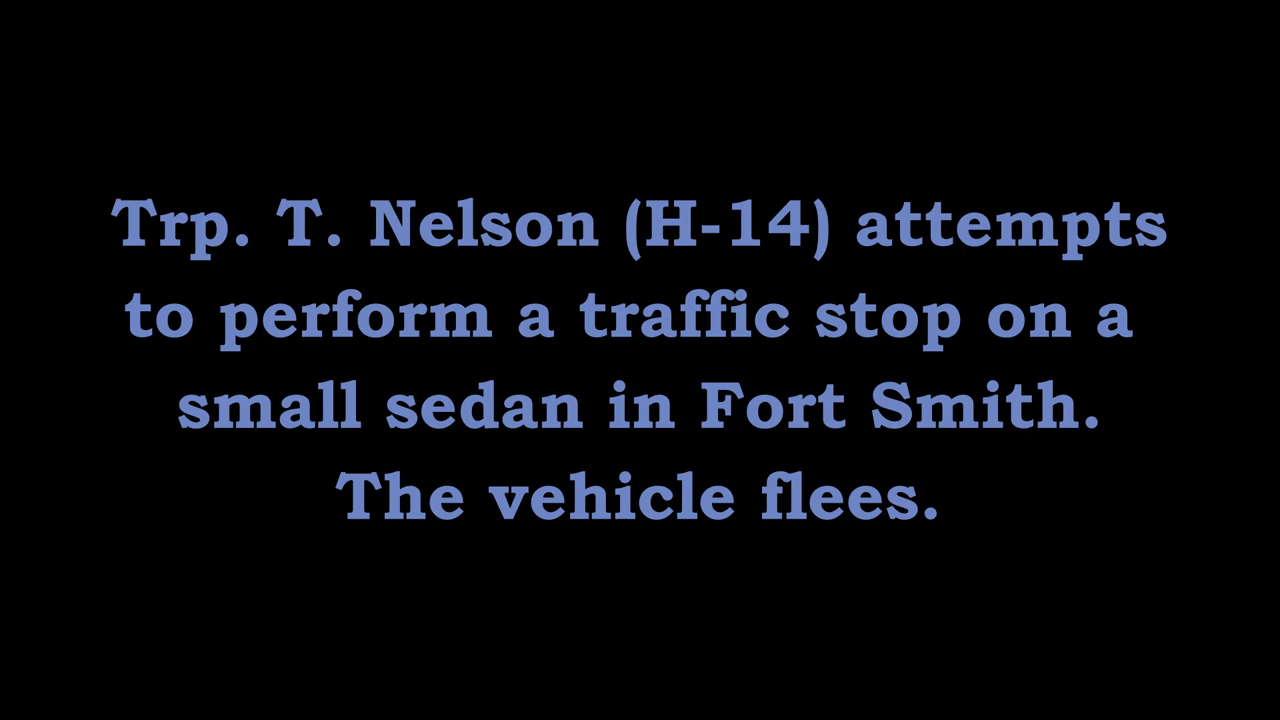 Trp. T. Nelson (H-14) attempts
to perform a traffic stop on a
small sedan in Fort Smith.
The vehicle flees.